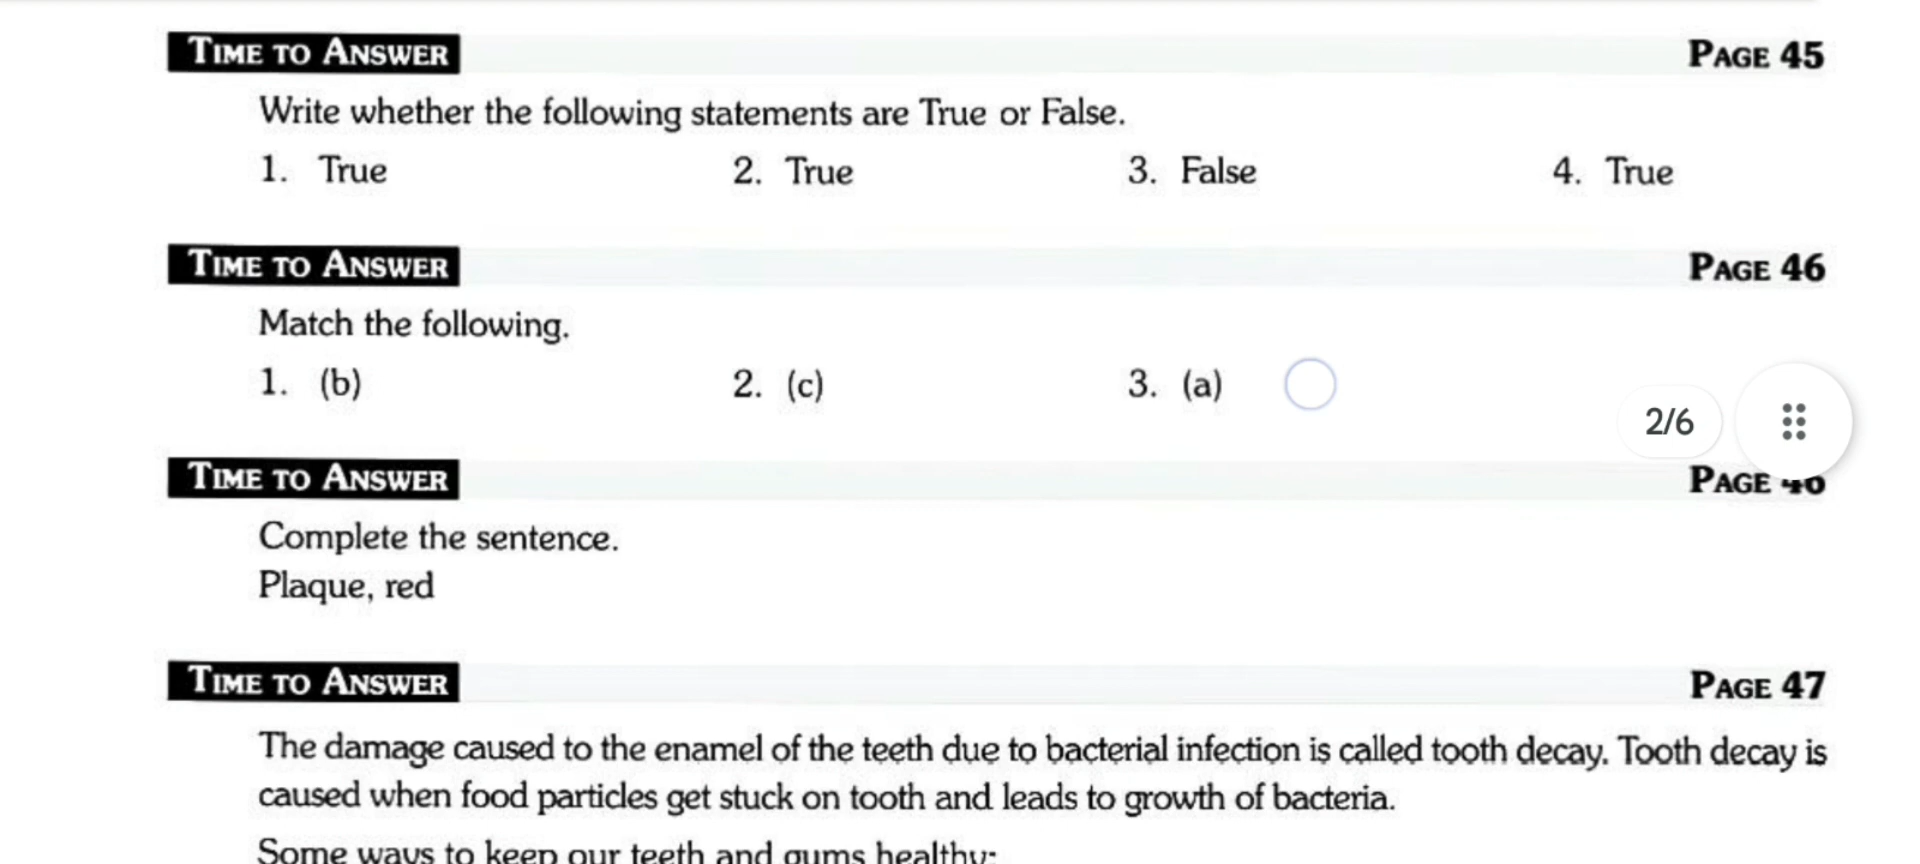 TIME TO ANSWER PAGE 45
Write whether the following statements are True or False.
1. True 2. True 3. False 4. True
TIME TO ANSWER PAGE 46
Match the following.
1. (b) 2. (c) 3. (a)
2/6
TIME TO ANSWER PAGE
Complete the sentence.
Plaque, red
TIME TO ANSWER PAGE 47
The damage caused to the enamel of the teeth due to bacterial infection is called tooth decay. Tooth decay is
caused when food particles get stuck on tooth and leads to growth of bacteria.
Some ways to keep our teeth and gums healthy: